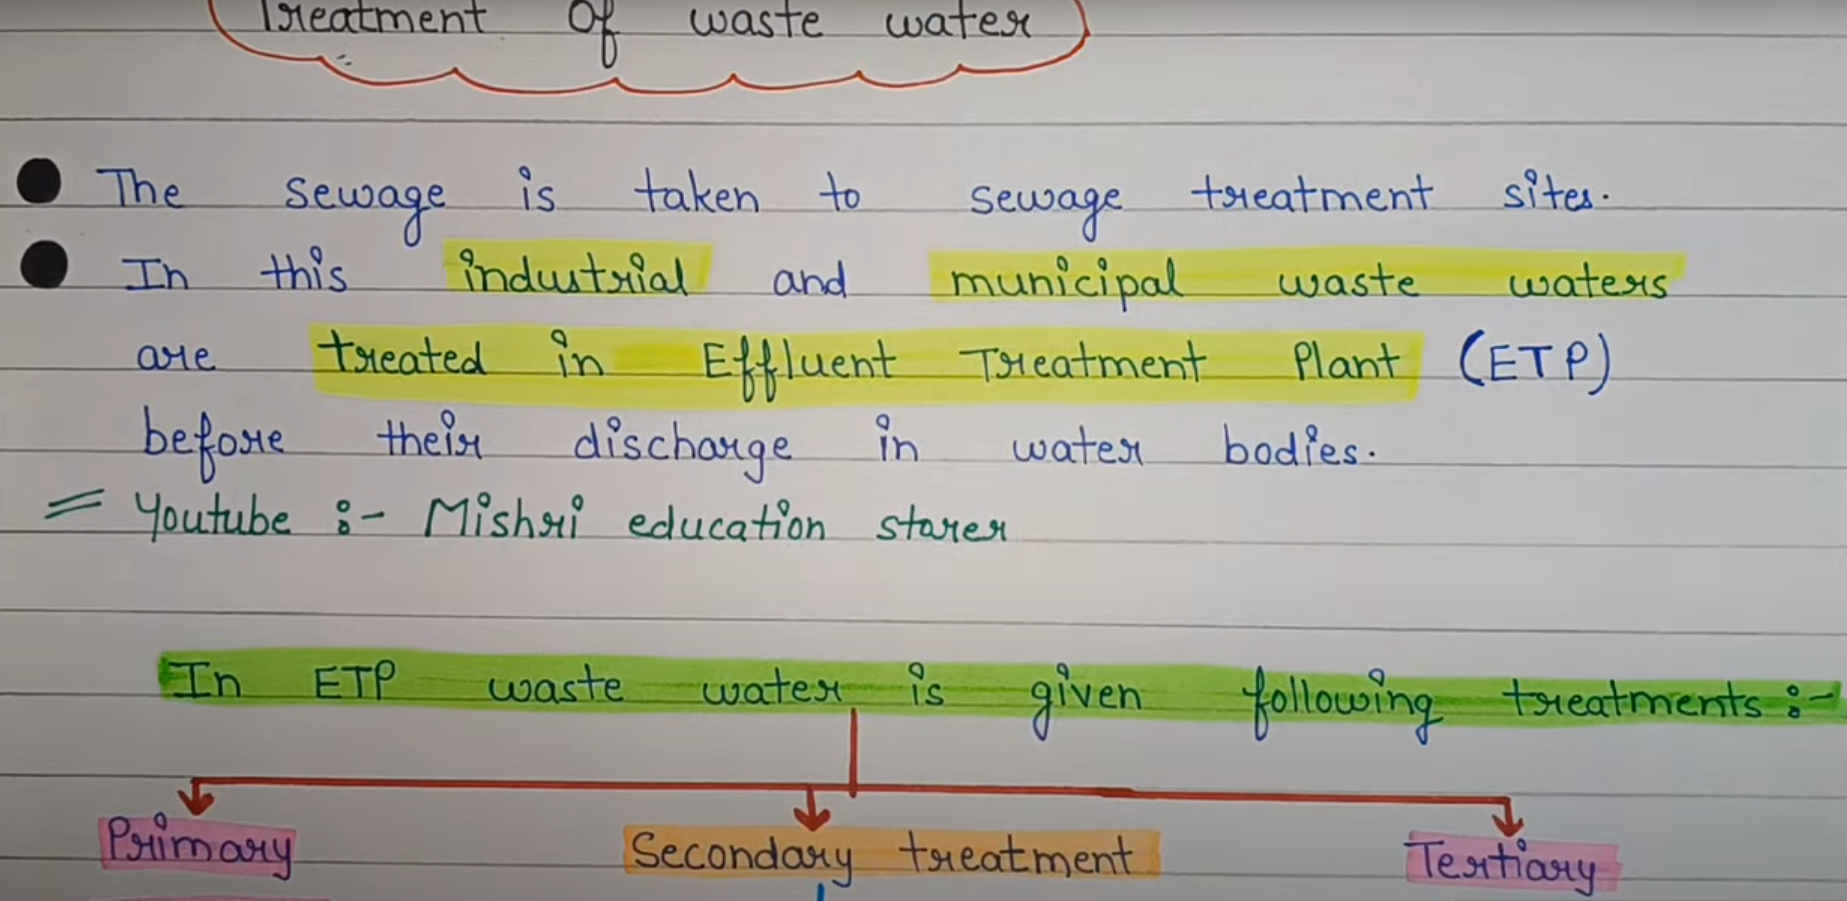 Treatment of waste water
The sewage is taken to sewage treatment sites.
In this industrial and municipal waste waters
are treated in Effluent Treatment Plant (ETP)
before their discharge in water bodies.
= Youtube :- Mishri education starer
In ETP waste water is given following treatments :-
Primary Secondary treatment Tertiary